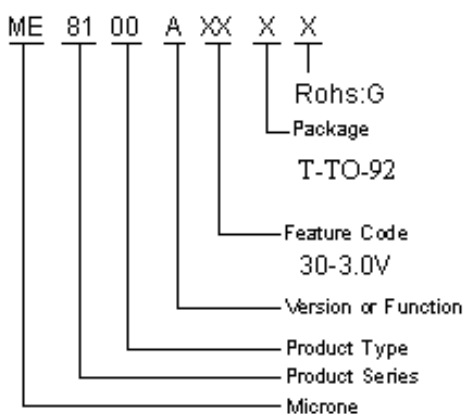 ME 81 00 A XX X X
Rohs:G
Package
T-TO-92
Feature Code
30-3.0V
Version or Function
Product Type
Product Series
Microne